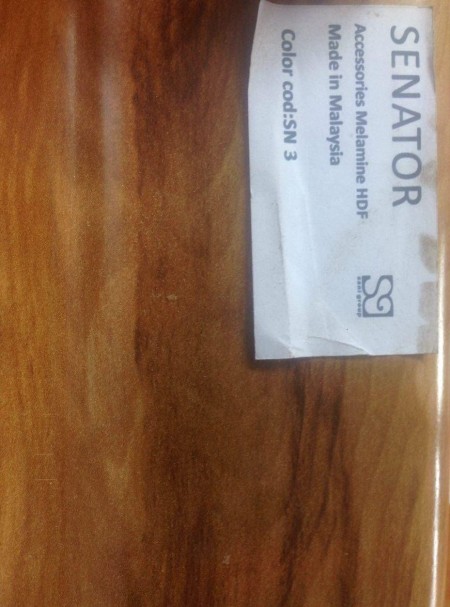 SENATOR
Accessories Melamine HDF
Made in Malaysia
Color cod:SN 3